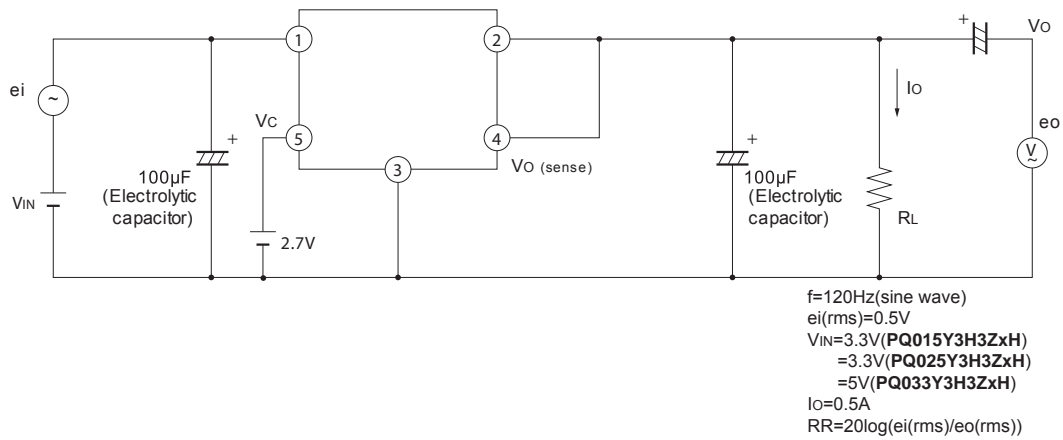 +
VO
ei
~
+
100μF
(Electrolytic
capacitor)
VIN
1
2
VC
5
4
3
VO (sense)
2.7V
+
100μF
(Electrolytic
capacitor)
IO
RL
eo
V
~
f=120Hz(sine wave)
ei(rms)=0.5V
VIN=3.3V(PQ015Y3H3ZxH)
=3.3V(PQ025Y3H3ZxH)
=5V(PQ033Y3H3ZxH)
IO=0.5A
RR=20log(ei(rms)/eo(rms))